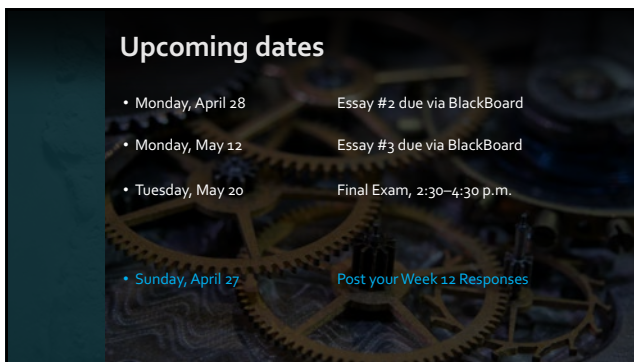 Upcoming dates
• Monday, April 28 Essay #2 due via BlackBoard
• Monday, May 12 Essay #3 due via BlackBoard
• Tuesday, May 20 Final Exam, 2:30–4:30 p.m.
• Sunday, April 27 Post your Week 12 Responses